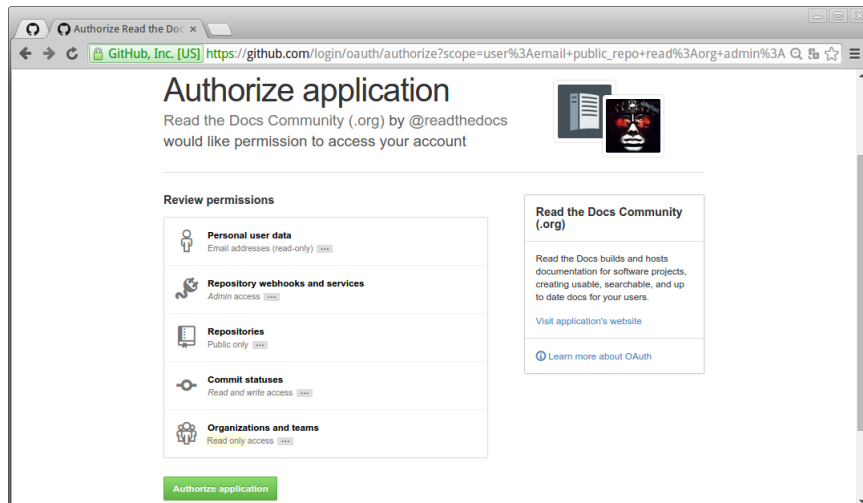 Authorize Read the Doc ×
GitHub, Inc. [US] https://github.com/login/oauth/authorize?scope=user%3Aemail+public_repo+read%3Aorg+admin%3A
Authorize application
Read the Docs Community (.org) by @readthedocs
would like permission to access your account
Review permissions
Personal user data
Email addresses (read-only) ...
Repository webhooks and services
Admin access ...
Repositories
Public only ...
Commit statuses
Read and write access ...
Organizations and teams
Read only access ...
Authorize application
Read the Docs Community
(.org)
Read the Docs builds and hosts
documentation for software projects,
creating usable, searchable, and up
to date docs for your users.
Visit application's website
Learn more about OAuth